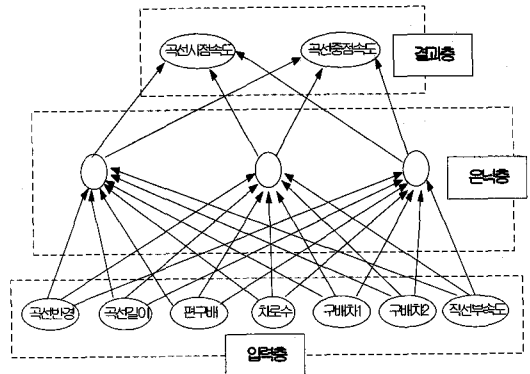 곡선시점속도 곡선중점속도 결과층
은닉층
곡선반경 곡선길이 편구배 차로수 구배차1 구배차2 직선부속도
입력층